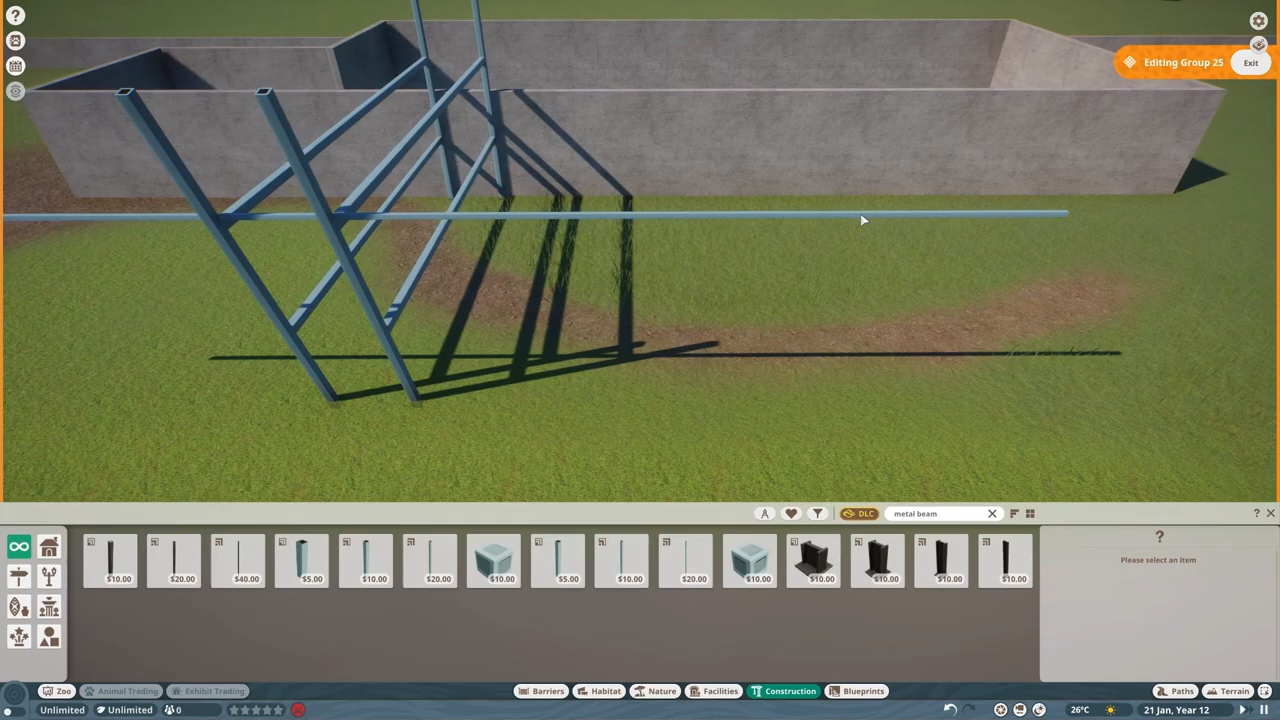 ?
Editing Group 25
Exit
DLC
metal beam
?
$10.00
$20.00
$40.00
$5.00
$10.00
$20.00
$10.00
$5.00
$10.00
$20.00
$10.00
$10.00
$10.00
$10.00
$10.00
?
Please select an item
Zoo
Animal Trading
Exhibit Trading
Barriers
Habitat
Nature
Facilities
Construction
Blueprints
Paths
Terrain
Unlimited
Unlimited
0
26°C
21 Jan, Year 12